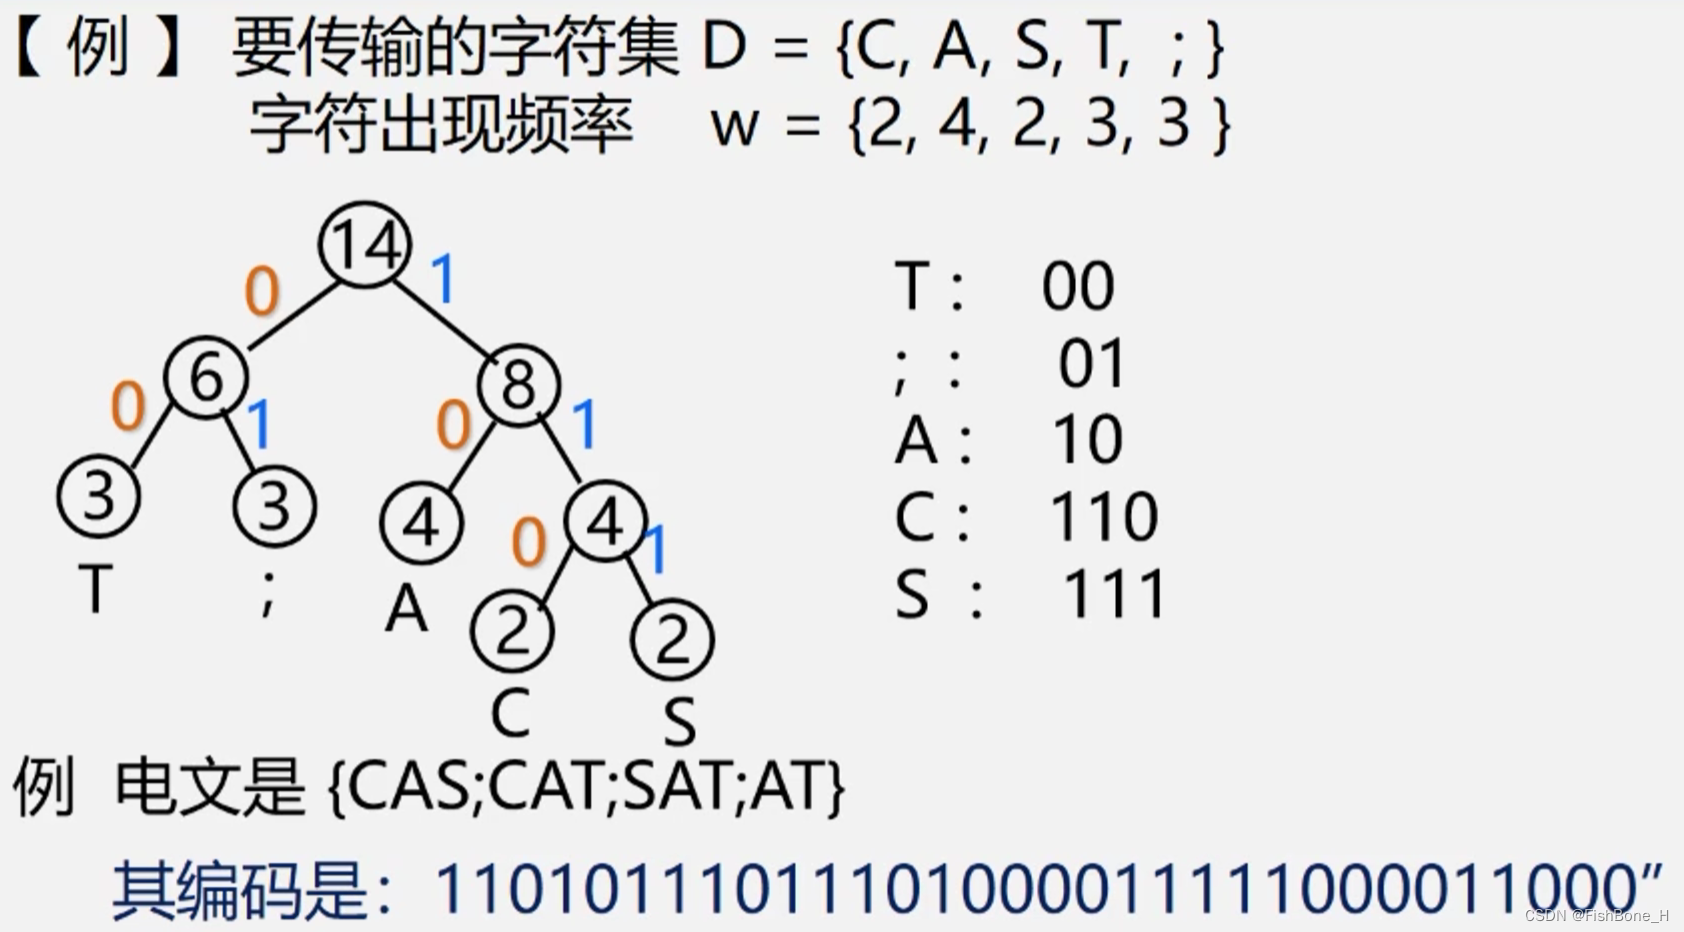 【 例 】 要传输的字符集 D = {C, A, S, T, ; }
字符出现频率 w = {2, 4, 2, 3, 3 }
14
0 1
6 8
0 1 0 1
3 3 4 4
0 1
T ; A
2 2
C S
T : 00
; : 01
A : 10
C : 110
S : 111
例 电文是 {CAS;CAT;SAT;AT}
其编码是：11010111011101000011111000011000”
CSDN @FishBone_H